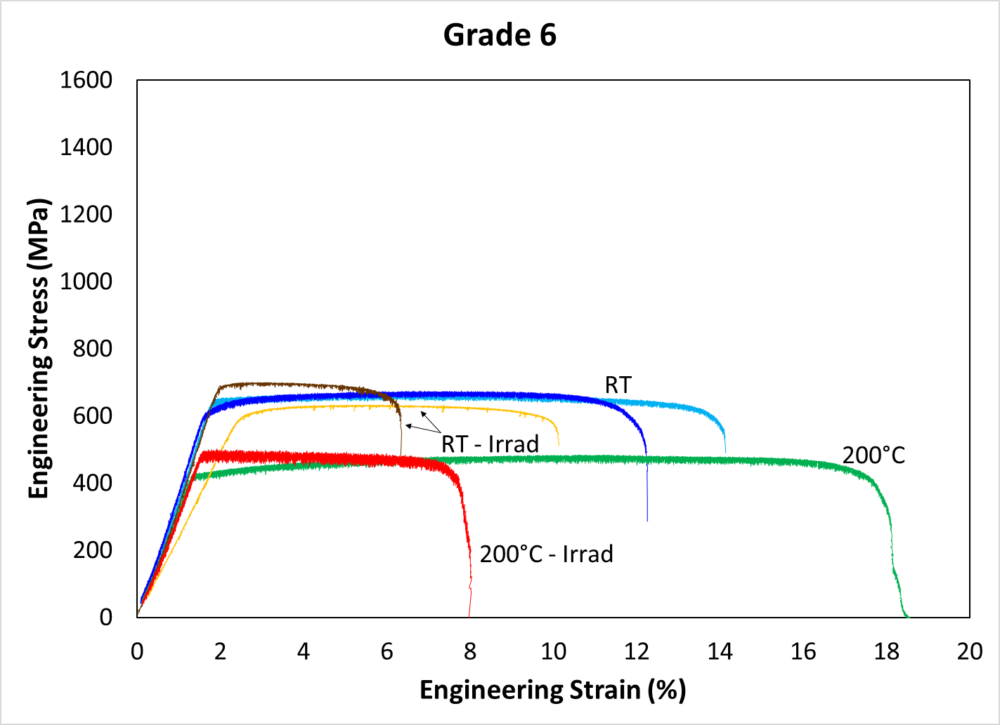 Grade 6
1600
1400
1200
1000
800
600
400
200
0
Engineering Stress (MPa)
RT
RT - Irrad
200°C
200°C - Irrad
0 2 4 6 8 10 12 14 16 18 20
Engineering Strain (%)